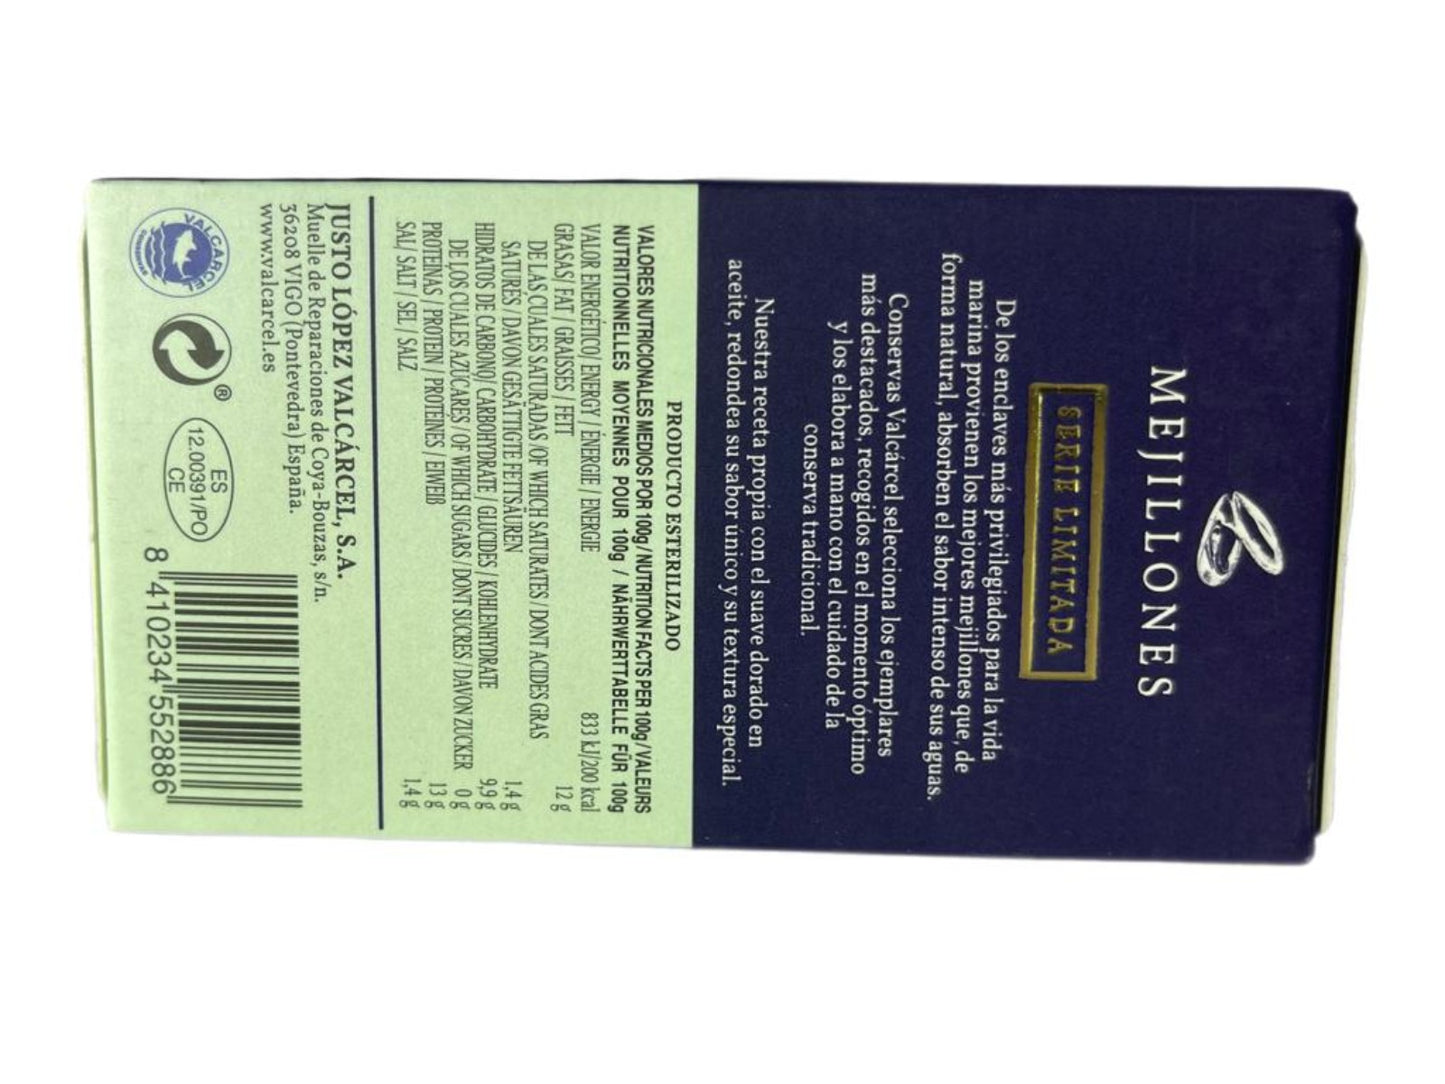 MEJILLONES
SERIE LIMITADA
De los enclaves más privilegiados para la vida
marina provienen los mejores mejillones que, de
forma natural, absorben el sabor intenso de sus aguas.
Conservas Valcárcel selecciona los ejemplares
más destacados, recogidos en el momento óptimo
y los elabora a mano con el cuidado de la
conserva tradicional.
Nuestra receta propia con el suave dorado en
aceite, redondea su sabor único y su textura especial.
PRODUCTO ESTERILIZADO
VALORES NUTRICIONALES MEDIOS POR 100g / NUTRITION FACTS PER 100g / VALEURS
NUTRITIONNELLES MOYENNES POUR 100g / NÄHRWERTTABELLE FÜR 100g
VALOR ENERGÉTICO/ ENERGY / ÉNERGIE / ENERGIE 833 kJ/200 kcal
GRASAS/ FAT / GRAISSES / FETT 12 g
DE LAS CUALES SATURADAS / OF WHICH SATURATES / DONT ACIDES GRAS
SATURÉS / DAVON GESÄTTIGTE FETTSÄUREN 1,4 g
HIDRATOS DE CARBONO/ CARBOHYDRATE / GLUCIDES / KOHLENHYDRATE 9,9 g
DE LOS CUALES AZÚCARES / OF WHICH SUGARS / DONT SUCRES / DAVON ZUCKER 0 g
PROTEÍNAS / PROTEIN / PROTÉINES / EIWEIß 13 g
SAL/ SALT / SEL / SALZ 1,4 g
JUSTO LÓPEZ VALCÁRCEL, S.A.
Muelle de Reparaciones de Coya-Bouzas, s/n.
36208 VIGO (Pontevedra) España.
www.valcarcel.es
VALCARCEL
®
ES
12.00391/PO
CE
8 410234 552886